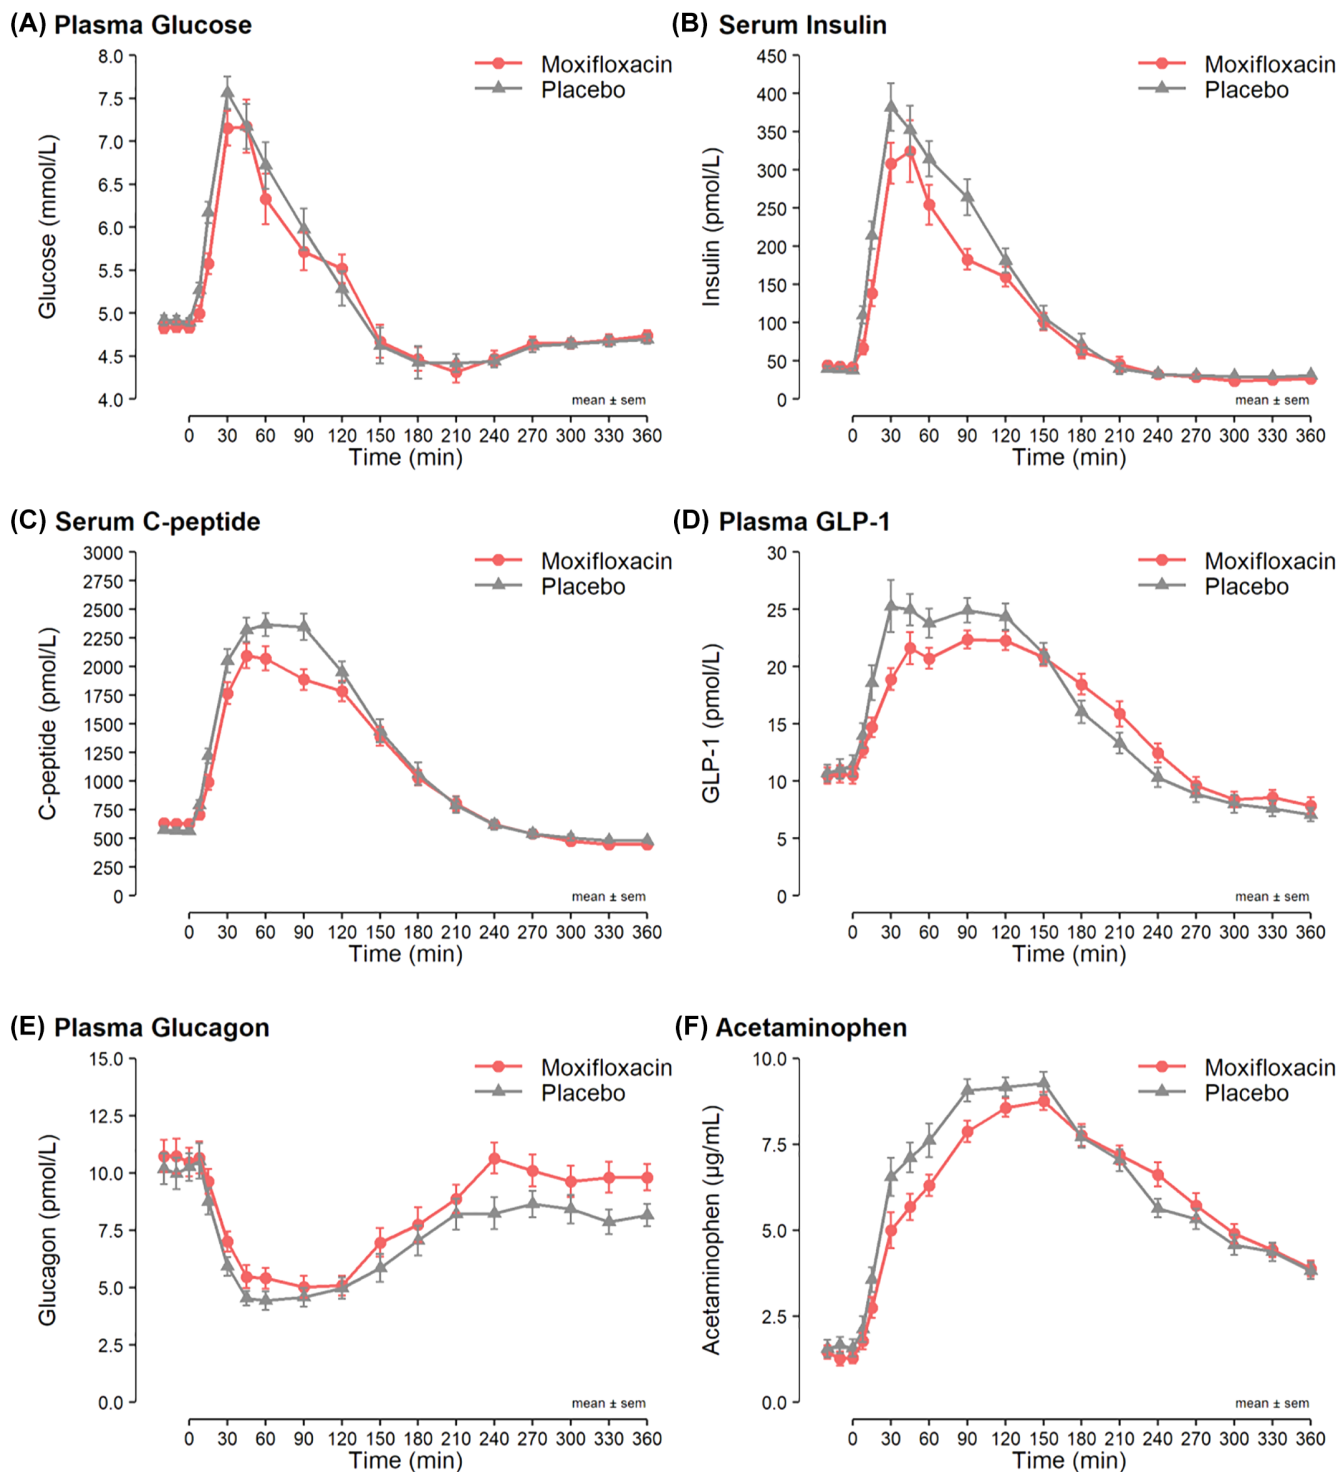 (A) Plasma Glucose
Moxifloxacin
Placebo
Glucose (mmol/L)
8.0
7.5
7.0
6.5
6.0
5.5
5.0
4.5
4.0
mean ± sem
0 30 60 90 120 150 180 210 240 270 300 330 360
Time (min)
(B) Serum Insulin
Moxifloxacin
Placebo
Insulin (pmol/L)
450
400
350
300
250
200
150
100
50
0
mean ± sem
0 30 60 90 120 150 180 210 240 270 300 330 360
Time (min)
(C) Serum C-peptide
Moxifloxacin
Placebo
C-peptide (pmol/L)
3000
2750
2500
2250
2000
1750
1500
1250
1000
750
500
250
0
mean ± sem
0 30 60 90 120 150 180 210 240 270 300 330 360
Time (min)
(D) Plasma GLP-1
Moxifloxacin
Placebo
GLP-1 (pmol/L)
30
25
20
15
10
5
0
mean ± sem
0 30 60 90 120 150 180 210 240 270 300 330 360
Time (min)
(E) Plasma Glucagon
Moxifloxacin
Placebo
Glucagon (pmol/L)
15.0
12.5
10.0
7.5
5.0
2.5
0.0
mean ± sem
0 30 60 90 120 150 180 210 240 270 300 330 360
Time (min)
(F) Acetaminophen
Moxifloxacin
Placebo
Acetaminophen (µg/mL)
10.0
7.5
5.0
2.5
0.0
mean ± sem
0 30 60 90 120 150 180 210 240 270 300 330 360
Time (min)